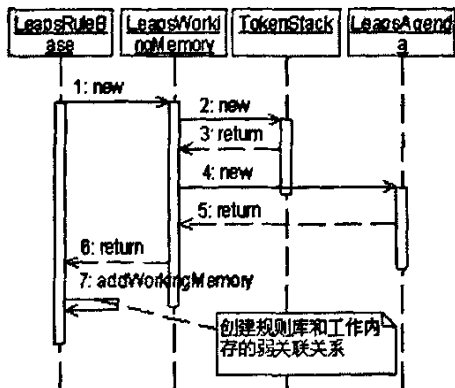 LeapsRuleB
ase
LeapsWorki
ngMemory
TokenStack
LeapsAgend
a
1: new
2: new
3: return
4: new
5: return
6: return
7: addWorkingMemory
创建规则库和工作内
存的弱关联关系